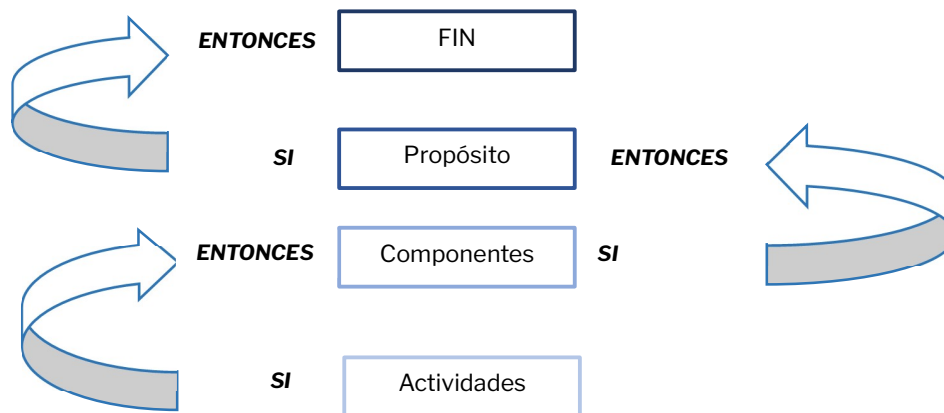 ENTONCES FIN
SI Propósito ENTONCES
ENTONCES Componentes SI
SI Actividades